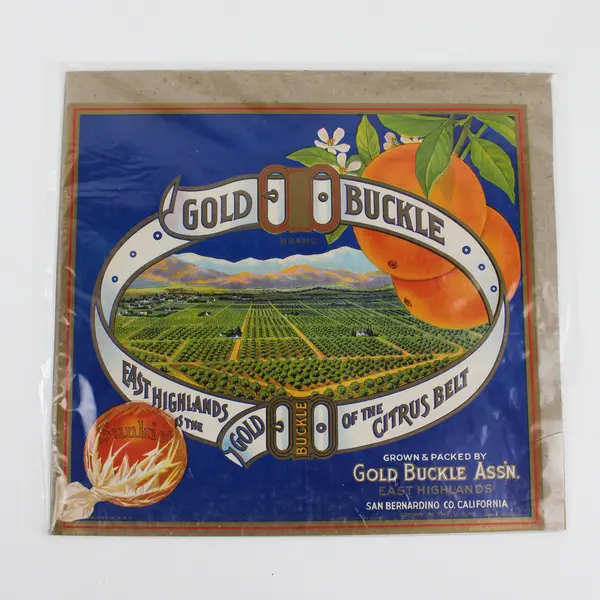 GOLD BUCKLE
BRAND
EAST HIGHLANDS
IS THE
GOLD BUCKLE
OF THE CITRUS BELT
Sunkist
GROWN & PACKED BY
GOLD BUCKLE ASS'N.
EAST HIGHLANDS
SAN BERNARDINO CO. CALIFORNIA